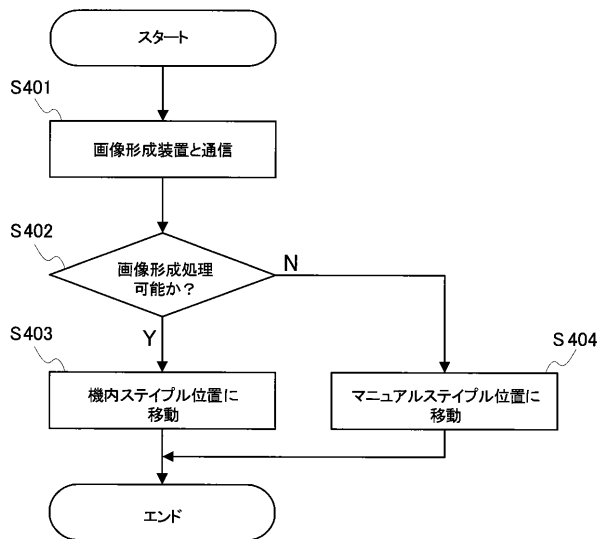 スタート
S401
画像形成装置と通信
S402
画像形成処理
可能か？
N
Y
S403
機内ステイプル位置に
移動
S404
マニュアルステイプル位置に
移動
エンド